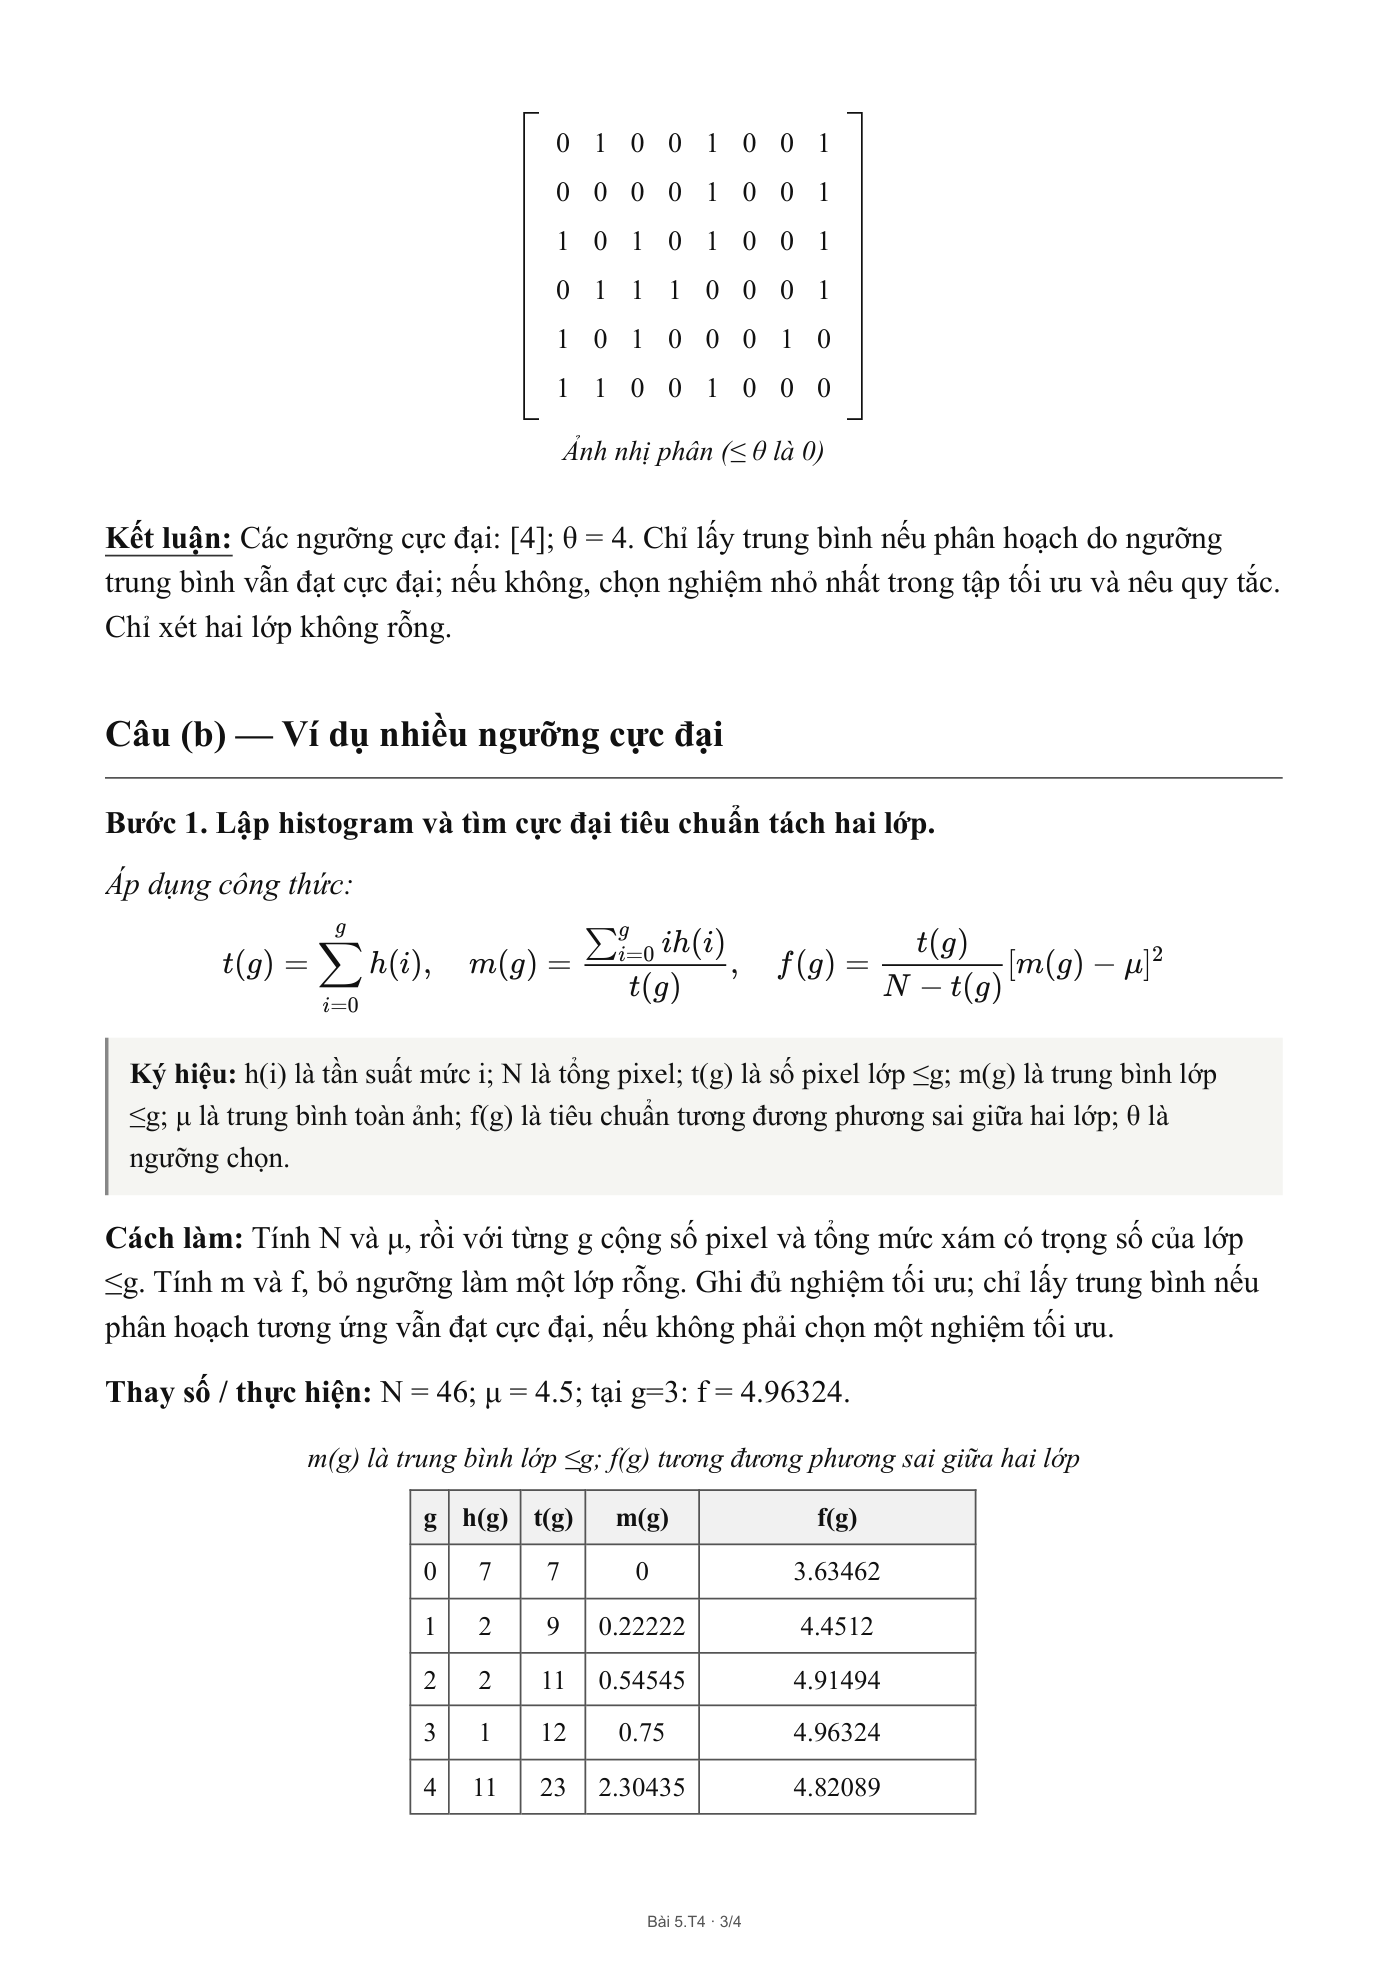 0 1 0 0 1 0 0 1
0 0 0 0 1 0 0 1
1 0 1 0 1 0 0 1
0 1 1 1 0 0 0 1
1 0 1 0 0 0 1 0
1 1 0 0 1 0 0 0
Ảnh nhị phân (≤ θ là 0)
Kết luận: Các ngưỡng cực đại: [4]; θ = 4. Chỉ lấy trung bình nếu phân hoạch do ngưỡng
trung bình vẫn đạt cực đại; nếu không, chọn nghiệm nhỏ nhất trong tập tối ưu và nêu quy tắc.
Chỉ xét hai lớp không rỗng.
Câu (b) — Ví dụ nhiều ngưỡng cực đại
Bước 1. Lập histogram và tìm cực đại tiêu chuẩn tách hai lớp.
Áp dụng công thức:
t(g) = ∑_{i=0}^{g} h(i), m(g) = \frac{∑_{i=0}^{g} ih(i)}{t(g)}, f(g) = \frac{t(g)}{N − t(g)}[m(g) − μ]²
Ký hiệu: h(i) là tần suất mức i; N là tổng pixel; t(g) là số pixel lớp ≤g; m(g) là trung bình lớp
≤g; μ là trung bình toàn ảnh; f(g) là tiêu chuẩn tương đương phương sai giữa hai lớp; θ là
ngưỡng chọn.
Cách làm: Tính N và μ, rồi với từng g cộng số pixel và tổng mức xám có trọng số của lớp
≤g. Tính m và f, bỏ ngưỡng làm một lớp rỗng. Ghi đủ nghiệm tối ưu; chỉ lấy trung bình nếu
phân hoạch tương ứng vẫn đạt cực đại, nếu không phải chọn một nghiệm tối ưu.
Thay số / thực hiện: N = 46; μ = 4.5; tại g=3: f = 4.96324.
m(g) là trung bình lớp ≤g; f(g) tương đương phương sai giữa hai lớp
g h(g) t(g) m(g) f(g)
0 7 7 0 3.63462
1 2 9 0.22222 4.4512
2 2 11 0.54545 4.91494
3 1 12 0.75 4.96324
4 11 23 2.30435 4.82089
Bài 5.T4 · 3/4